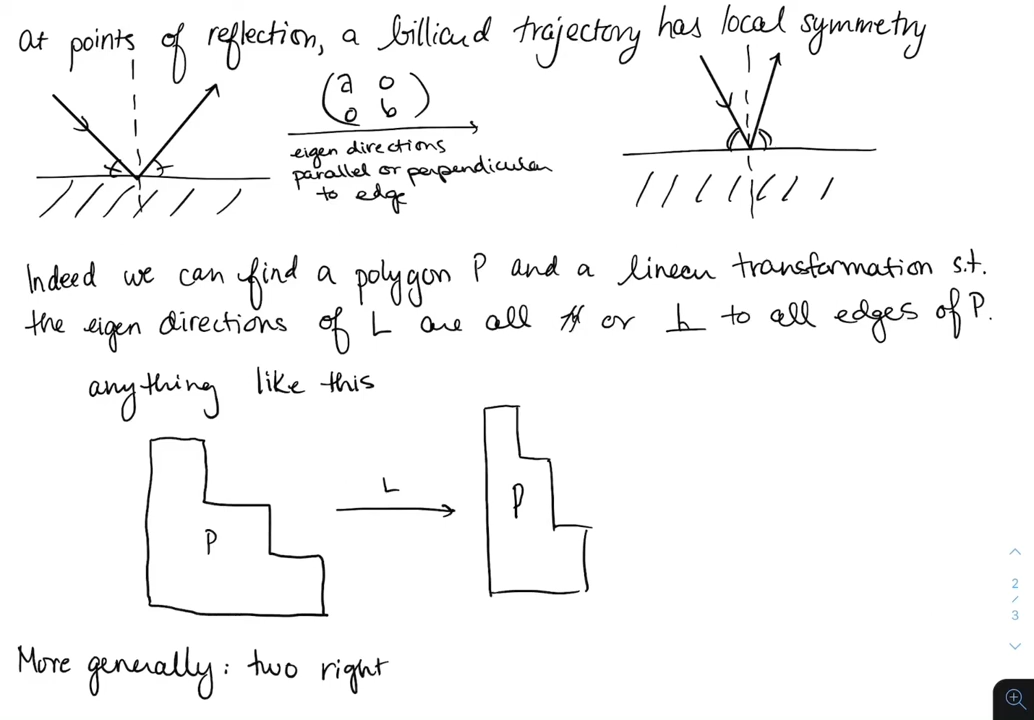 at points of reflection, a billiard trajectory has local symmetry
(a 0
0 b)
eigen directions
parallel or perpendicular
to edge
Indeed we can find a polygon P and a linear transformation s.t.
the eigen directions of L are all // or ⊥ to all edges of P.
anything like this
L
P
P
More generally: two right
2
/
3